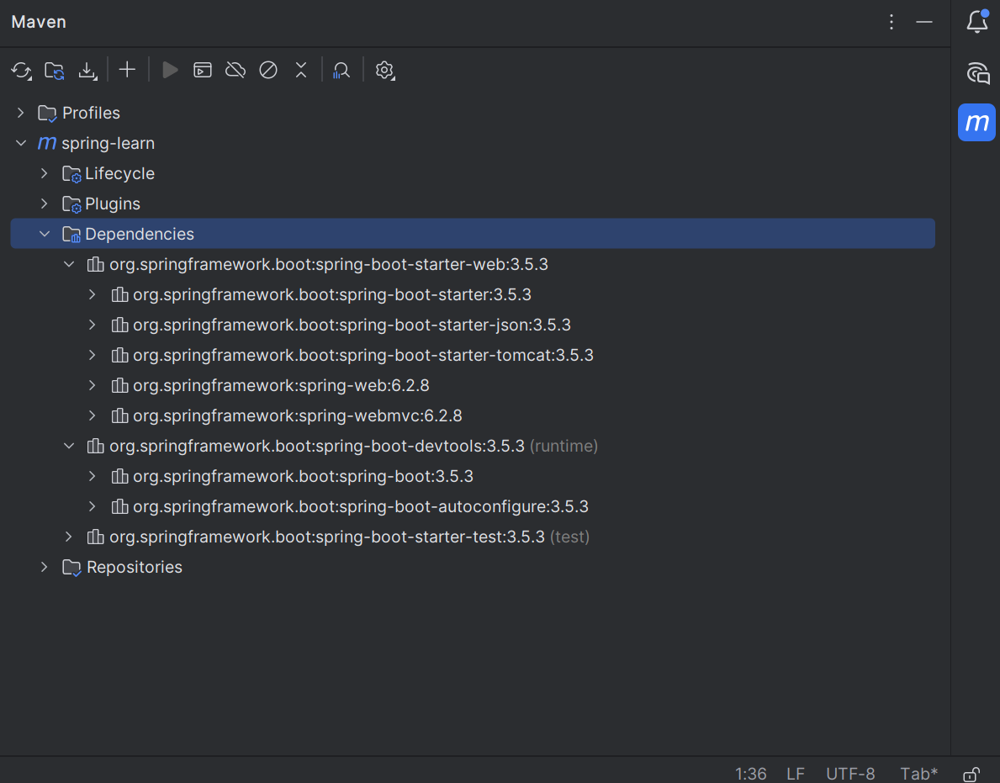 Maven
Profiles
m spring-learn
m
Lifecycle
Plugins
Dependencies
org.springframework.boot:spring-boot-starter-web:3.5.3
org.springframework.boot:spring-boot-starter:3.5.3
org.springframework.boot:spring-boot-starter-json:3.5.3
org.springframework.boot:spring-boot-starter-tomcat:3.5.3
org.springframework:spring-web:6.2.8
org.springframework:spring-webmvc:6.2.8
org.springframework.boot:spring-boot-devtools:3.5.3 (runtime)
org.springframework.boot:spring-boot:3.5.3
org.springframework.boot:spring-boot-autoconfigure:3.5.3
org.springframework.boot:spring-boot-starter-test:3.5.3 (test)
Repositories
1:36 LF UTF-8 Tab*